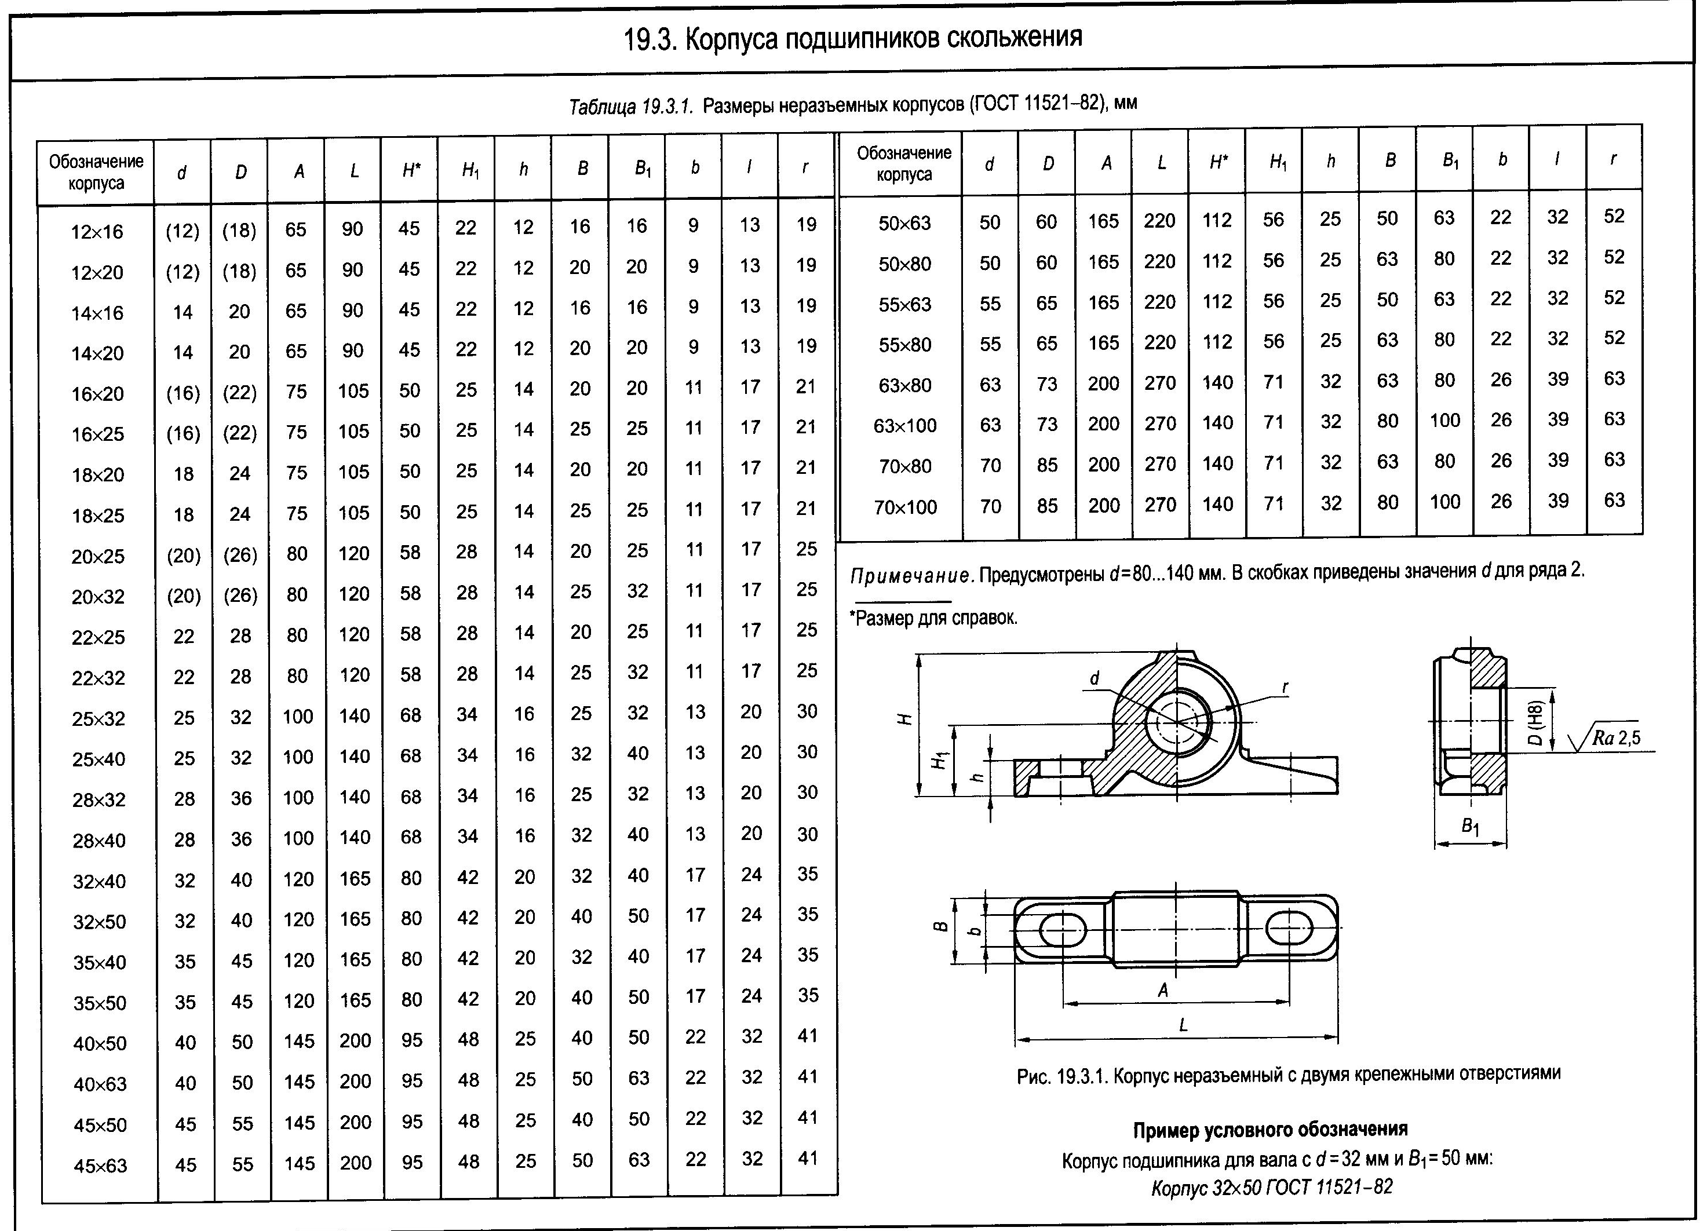 19.3. Корпуса подшипников скольжения
Таблица 19.3.1. Размеры неразъемных корпусов (ГОСТ 11521–82), мм
Обозначение корпуса d D A L H* H₁ h B B₁ b l r
12×16 (12) (18) 65 90 45 22 12 16 16 9 13 19
12×20 (12) (18) 65 90 45 22 12 20 20 9 13 19
14×16 14 20 65 90 45 22 12 16 16 9 13 19
14×20 14 20 65 90 45 22 12 20 20 9 13 19
16×20 (16) (22) 75 105 50 25 14 20 20 11 17 21
16×25 (16) (22) 75 105 50 25 14 25 25 11 17 21
18×20 18 24 75 105 50 25 14 20 20 11 17 21
18×25 18 24 75 105 50 25 14 25 25 11 17 21
20×25 (20) (26) 80 120 58 28 14 20 25 11 17 25
20×32 (20) (26) 80 120 58 28 14 25 32 11 17 25
22×25 22 28 80 120 58 28 14 20 25 11 17 25
22×32 22 28 80 120 58 28 14 25 32 11 17 25
25×32 25 32 100 140 68 34 16 25 32 13 20 30
25×40 25 32 100 140 68 34 16 32 40 13 20 30
28×32 28 36 100 140 68 34 16 25 32 13 20 30
28×40 28 36 100 140 68 34 16 32 40 13 20 30
32×40 32 40 120 165 80 42 20 32 40 17 24 35
32×50 32 40 120 165 80 42 20 40 50 17 24 35
35×40 35 45 120 165 80 42 20 32 40 17 24 35
35×50 35 45 120 165 80 42 20 40 50 17 24 35
40×50 40 50 145 200 95 48 25 40 50 22 32 41
40×63 40 50 145 200 95 48 25 50 63 22 32 41
45×50 45 55 145 200 95 48 25 40 50 22 32 41
45×63 45 55 145 200 95 48 25 50 63 22 32 41
Обозначение корпуса d D A L H* H₁ h B B₁ b l r
50×63 50 60 165 220 112 56 25 50 63 22 32 52
50×80 50 60 165 220 112 56 25 63 80 22 32 52
55×63 55 65 165 220 112 56 25 50 63 22 32 52
55×80 55 65 165 220 112 56 25 63 80 22 32 52
63×80 63 73 200 270 140 71 32 63 80 26 39 63
63×100 63 73 200 270 140 71 32 80 100 26 39 63
70×80 70 85 200 270 140 71 32 63 80 26 39 63
70×100 70 85 200 270 140 71 32 80 100 26 39 63
Примечание. Предусмотрены d=80...140 мм. В скобках приведены значения d для ряда 2.
*Размер для справок.
d
r
H
H₁
h
D (H8)
Ra 2,5
B₁
B
b
A
L
Рис. 19.3.1. Корпус неразъемный с двумя крепежными отверстиями
Пример условного обозначения
Корпус подшипника для вала с d=32 мм и B₁=50 мм:
Корпус 32×50 ГОСТ 11521–82